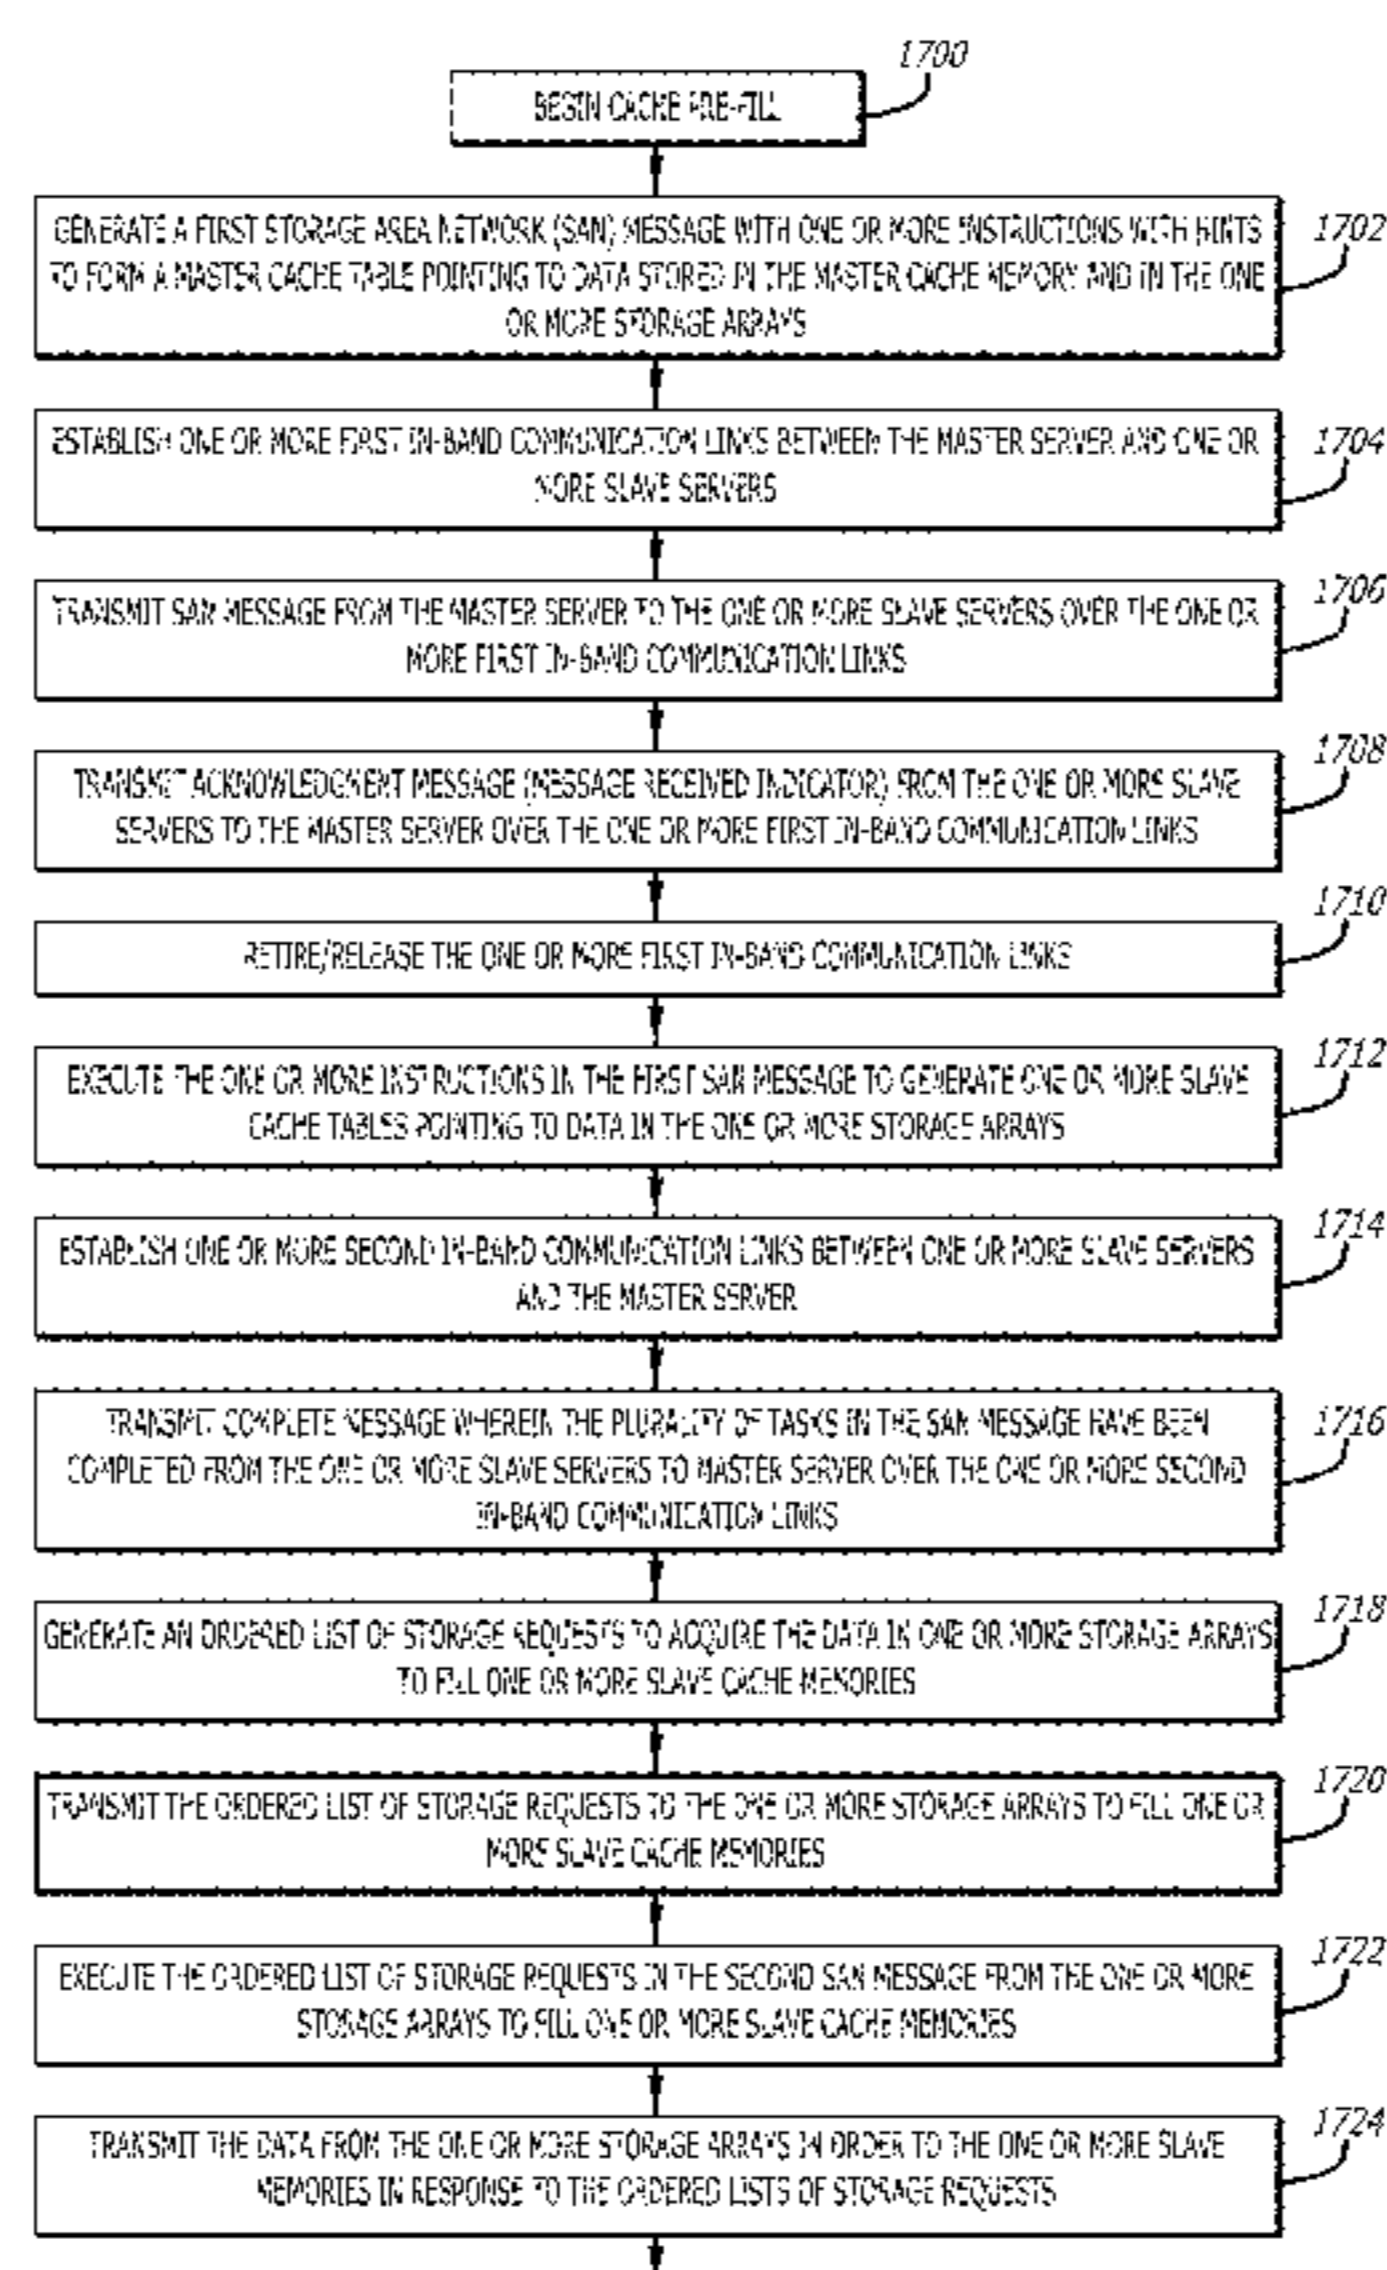 1700
BEGIN CACHE PRE-FILL
GENERATE A FIRST STORAGE AREA NETWORK (SAN) MESSAGE WITH ONE OR MORE INSTRUCTIONS WITH HINTS
TO FORM A MASTER CACHE TABLE POINTING TO DATA STORED IN THE MASTER CACHE MEMORY AND IN THE ONE
OR MORE STORAGE ARRAYS
1702
ESTABLISH ONE OR MORE FIRST IN-BAND COMMUNICATION LINKS BETWEEN THE MASTER SERVER AND ONE OR
MORE SLAVE SERVERS
1704
TRANSMIT SAN MESSAGE FROM THE MASTER SERVER TO THE ONE OR MORE SLAVE SERVERS OVER THE ONE OR
MORE FIRST IN-BAND COMMUNICATION LINKS
1706
TRANSMIT ACKNOWLEDGMENT MESSAGE (MESSAGE RECEIVED INDICATOR) FROM THE ONE OR MORE SLAVE
SERVERS TO THE MASTER SERVER OVER THE ONE OR MORE FIRST IN-BAND COMMUNICATION LINKS
1708
RETIRE/RELEASE THE ONE OR MORE FIRST IN-BAND COMMUNICATION LINKS
1710
EXECUTE THE ONE OR MORE INSTRUCTIONS IN THE FIRST SAN MESSAGE TO GENERATE ONE OR MORE SLAVE
CACHE TABLES POINTING TO DATA IN THE ONE OR MORE STORAGE ARRAYS
1712
ESTABLISH ONE OR MORE SECOND IN-BAND COMMUNICATION LINKS BETWEEN ONE OR MORE SLAVE SERVERS
AND THE MASTER SERVER
1714
TRANSMIT COMPLETE MESSAGE WHEREIN THE PLURALITY OF TASKS IN THE SAN MESSAGE HAVE BEEN
COMPLETED FROM THE ONE OR MORE SLAVE SERVERS TO MASTER SERVER OVER THE ONE OR MORE SECOND
IN-BAND COMMUNICATION LINKS
1716
GENERATE AN ORDERED LIST OF STORAGE REQUESTS TO ACQUIRE THE DATA IN ONE OR MORE STORAGE ARRAYS
TO FILL ONE OR MORE SLAVE CACHE MEMORIES
1718
TRANSMIT THE ORDERED LIST OF STORAGE REQUESTS TO THE ONE OR MORE STORAGE ARRAYS TO FILL ONE OR
MORE SLAVE CACHE MEMORIES
1720
EXECUTE THE ORDERED LIST OF STORAGE REQUESTS IN THE SECOND SAN MESSAGE FROM THE ONE OR MORE
STORAGE ARRAYS TO FILL ONE OR MORE SLAVE CACHE MEMORIES
1722
TRANSMIT THE DATA FROM THE ONE OR MORE STORAGE ARRAYS IN ORDER TO THE ONE OR MORE SLAVE
MEMORIES IN RESPONSE TO THE ORDERED LISTS OF STORAGE REQUESTS
1724